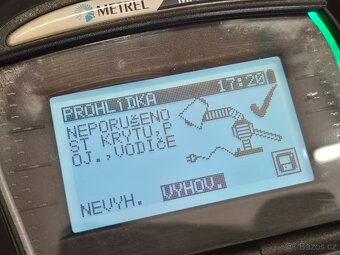 METREL
PROHLÍDKA 17:20
NEPORUŠENO
ST KRYTU,P
OJ.,VODIČE
NEVYH. VYHOV.
Bazos.cz